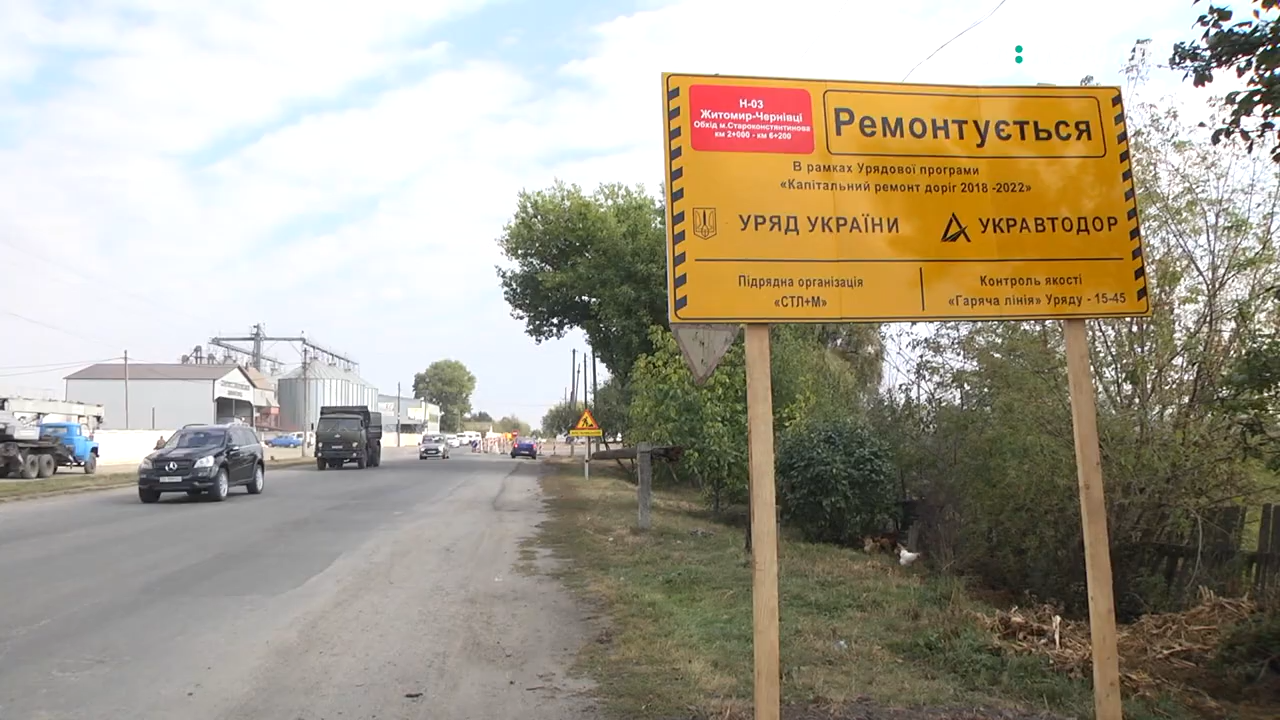 Н-03
Житомир-Чернівці
Обхід м.Староконстянтинова
км 2+000 - км 6+200
Ремонтується
В рамках Урядової програми
«Капітальний ремонт доріг 2018 -2022»
УРЯД УКРАЇНИ
УКРАВТОДОР
Підрядна організація
«СТЛ+М»
Контроль якості
«Гаряча лінія» Уряду - 15-45